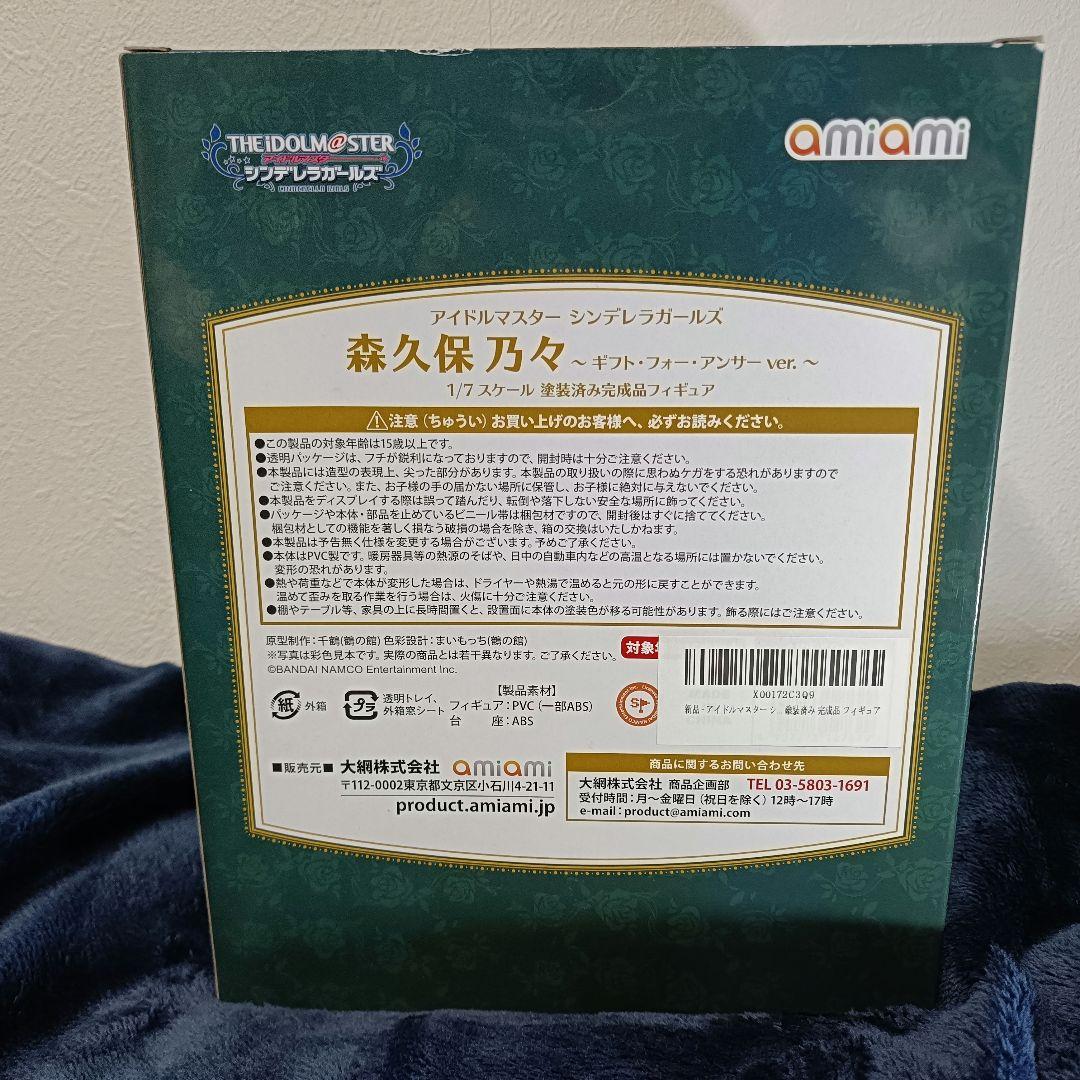 THE iDOLM@STER
アイドルマスター
シンデレラガールズ
CINDERELLA GIRLS
amiami
アイドルマスター シンデレラガールズ
森久保 乃々 ～ ギフト・フォー・アンサー ver. ～
1/7 スケール 塗装済み完成品フィギュア
注意（ちゅうい）お買い上げのお客様へ、必ずお読みください。
●この製品の対象年齢は15歳以上です。
●透明パッケージは、フチが鋭利になっておりますので、開封時は十分ご注意ください。
●本製品には造型の表現上、尖った部分があります。本製品の取り扱いの際に思わぬケガをする恐れがありますので
ご注意ください。また、お子様の手の届かない場所に保管し、お子様に絶対に与えないでください。
●本製品をディスプレイする際は誤って踏んだり、転倒や落下しない安全な場所に飾ってください。
●パッケージや本体・部品を止めているビニール帯は梱包材ですので、開封後はすぐに捨ててください。
梱包材としての機能を著しく損なう破損の場合を除き、箱の交換はいたしかねます。
●本製品は予告無く仕様を変更する場合がございます。予めご了承ください。
●本体はPVC製です。暖房器具等の熱源のそばや、日中の自動車内などの高温となる場所には置かないでください。
変形の恐れがあります。
●熱や荷重などで本体が変形した場合は、ドライヤーや熱湯で温めると元の形に戻すことができます。
温めて歪みを取る作業を行う場合は、火傷に十分ご注意ください。
●棚やテーブル等、家具の上に長時間置くと、設置面に本体の塗装色が移る可能性があります。飾る際にはご注意ください。
原型制作：千鶴(鶴の館) 色彩設計：まいもっち(鶴の館)
※写真は彩色見本です。実際の商品とは若干異なります。ご了承ください。
対象
©BANDAI NAMCO Entertainment Inc.
紙 外箱
プラ 透明トレイ、
外箱窓シート
【製品素材】
フィギュア：PVC（一部ABS）
台 座：ABS
X00172C3Q9
新品 - アイドルマスター シ... 塗装済み 完成品 フィギュア
■販売元■ 大網株式会社 amiami
〒112-0002東京都文京区小石川4-21-11
product.amiami.jp
商品に関するお問い合わせ先
大網株式会社 商品企画部 TEL 03-5803-1691
受付時間：月～金曜日（祝日を除く）12時～17時
e-mail：product@amiami.com